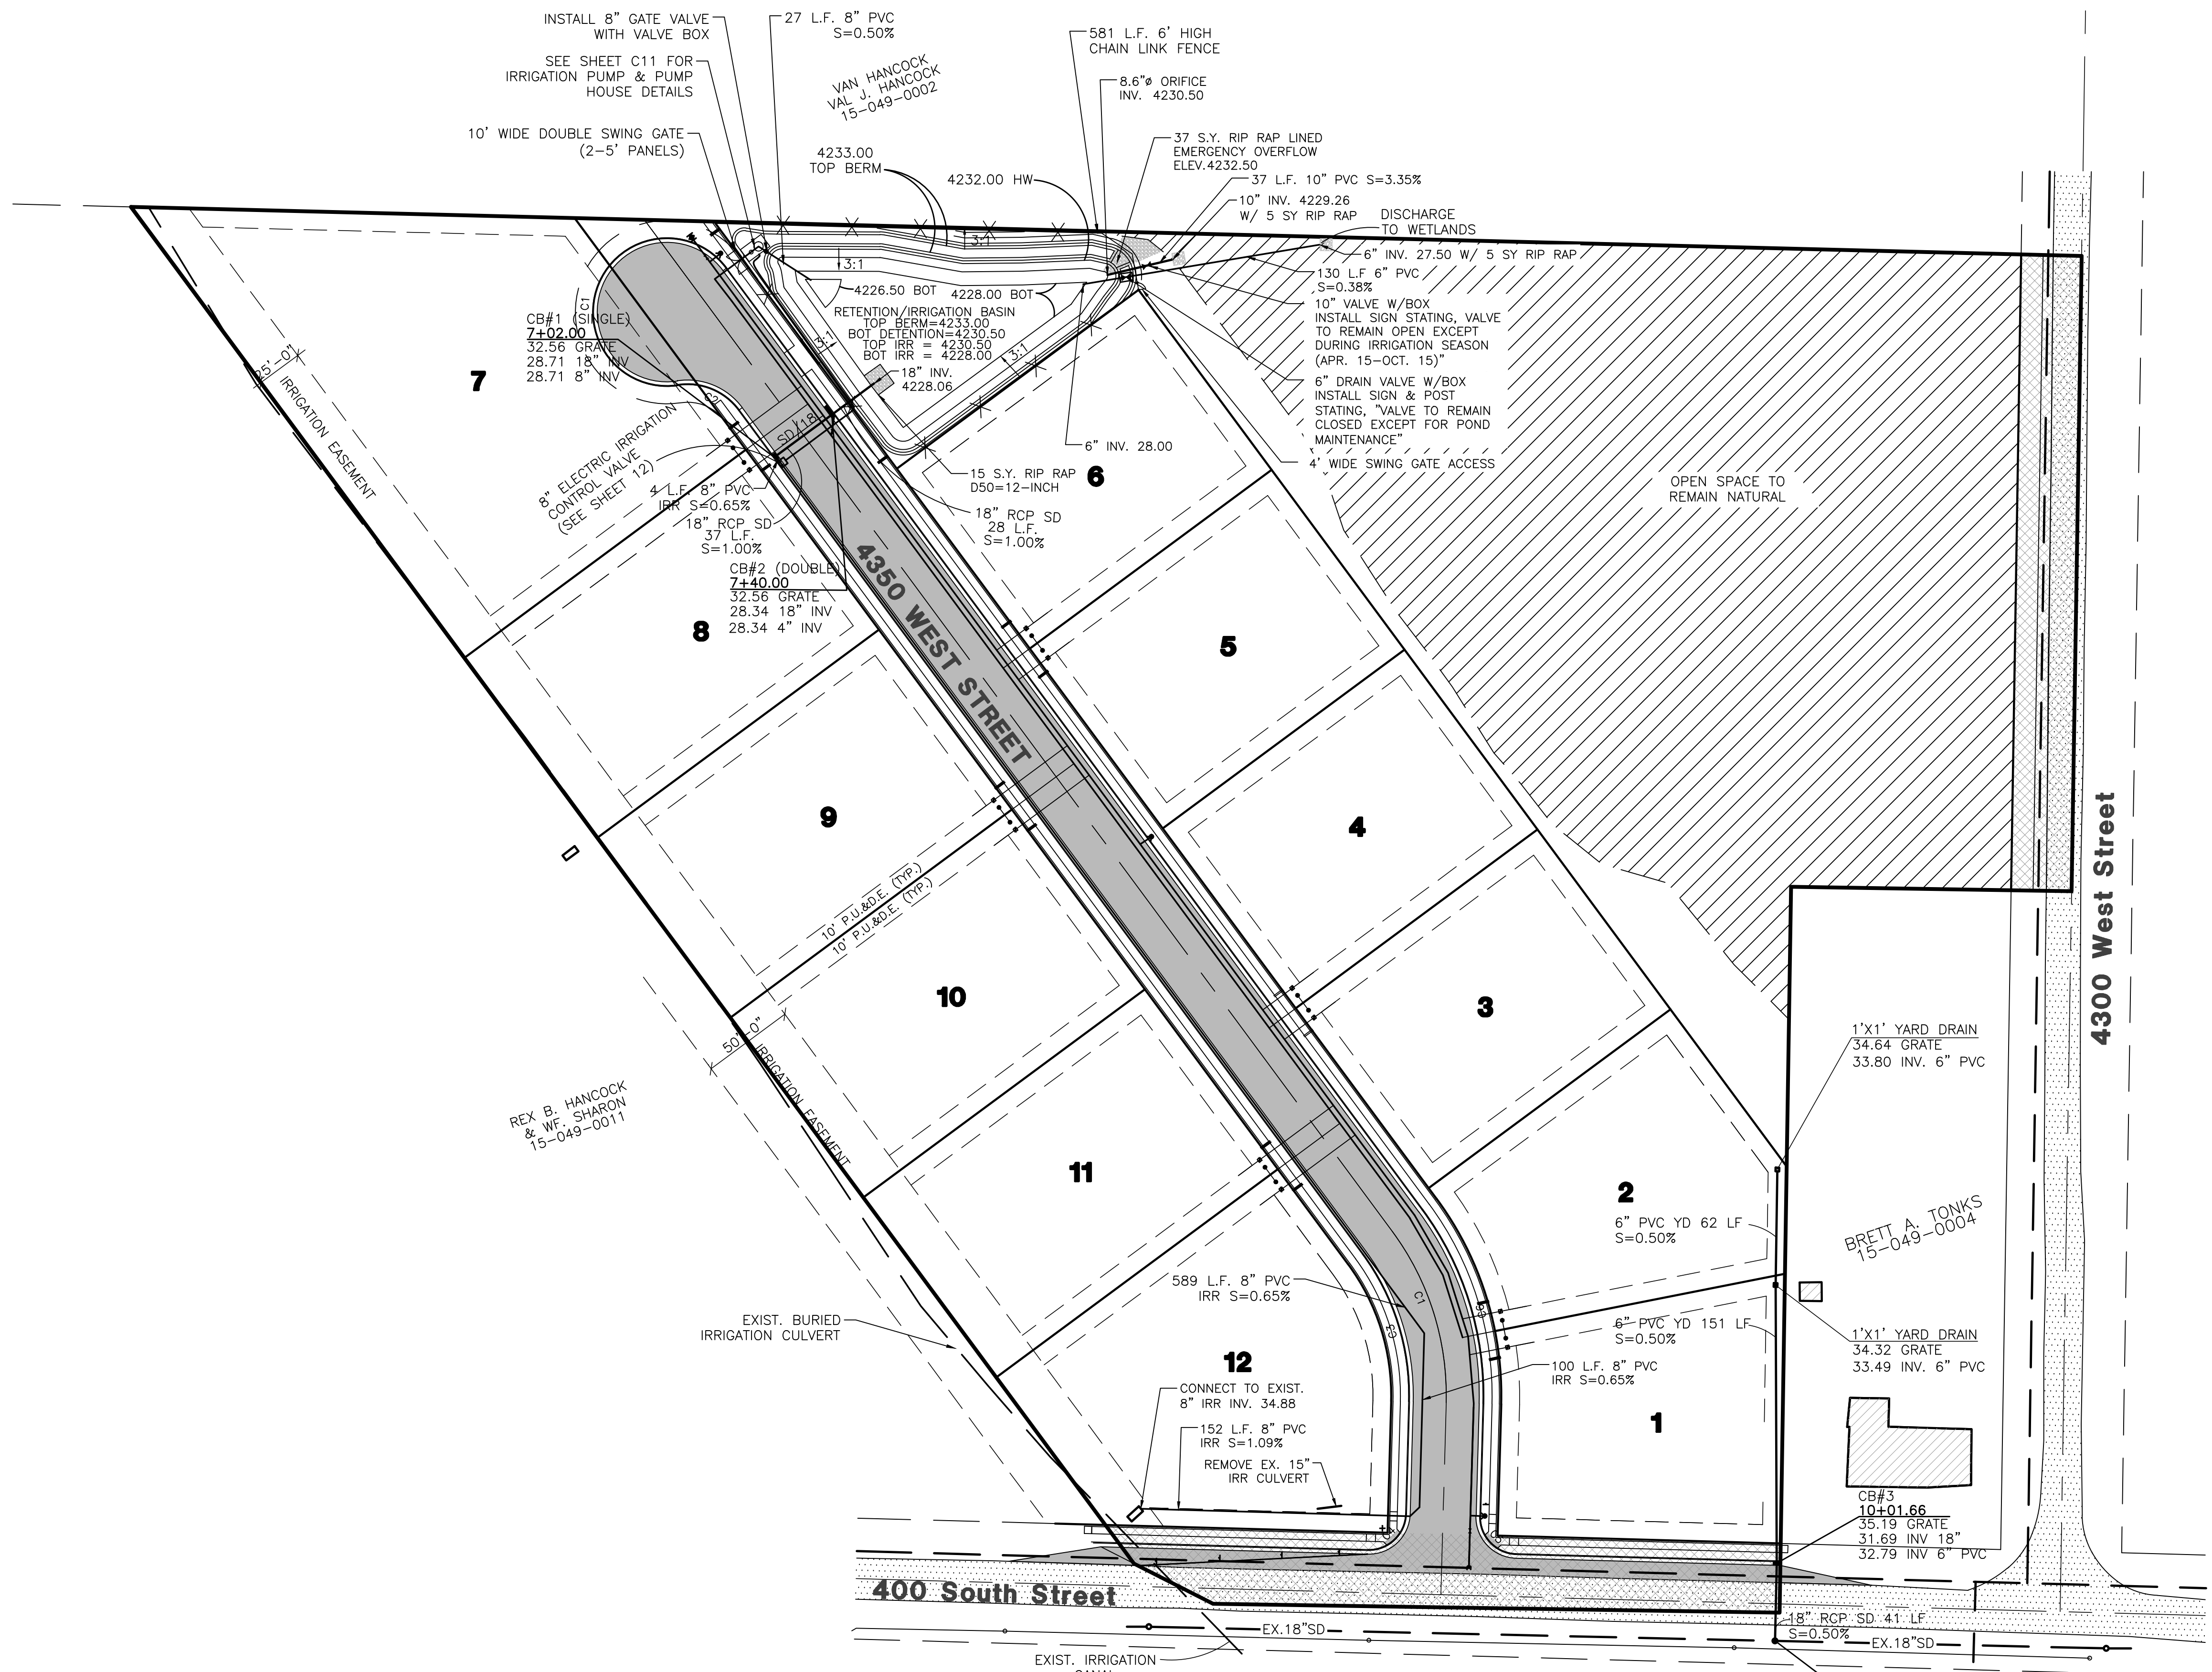 INSTALL 8" GATE VALVE
WITH VALVE BOX
27 L.F. 8" PVC
S=0.50%
SEE SHEET C11 FOR
IRRIGATION PUMP & PUMP
HOUSE DETAILS
VAN HANCOCK
VAL J. HANCOCK
15-049-0002
581 L.F. 6' HIGH
CHAIN LINK FENCE
8.6"ø ORIFICE
INV. 4230.50
10' WIDE DOUBLE SWING GATE
(2-5' PANELS)
4233.00
TOP BERM
4232.00 HW
37 S.Y. RIP RAP LINED
EMERGENCY OVERFLOW
ELEV.4232.50
37 L.F. 10" PVC S=3.35%
10" INV. 4229.26
W/ 5 SY RIP RAP
DISCHARGE
TO WETLANDS
6" INV. 27.50 W/ 5 SY RIP RAP
130 L.F 6" PVC
S=0.38%
10" VALVE W/BOX
INSTALL SIGN STATING, VALVE
TO REMAIN OPEN EXCEPT
DURING IRRIGATION SEASON
(APR. 15-OCT. 15)"
6" DRAIN VALVE W/BOX
INSTALL SIGN & POST
STATING, "VALVE TO REMAIN
CLOSED EXCEPT FOR POND
MAINTENANCE"
4' WIDE SWING GATE ACCESS
3:1
3:1
4226.50 BOT
4228.00 BOT
RETENTION/IRRIGATION BASIN
TOP BERM=4233.00
BOT DETENTION=4230.50
TOP IRR = 4230.50
BOT IRR = 4228.00
3:1
3:1
18" INV.
4228.06
6" INV. 28.00
15 S.Y. RIP RAP
D50=12-INCH
18" RCP SD
28 L.F.
S=1.00%
C1
CB#1 (SINGLE)
7+02.00
32.56 GRATE
28.71 18" INV
28.71 8" INV
C2
SD/18
25'-0"
IRRIGATION EASEMENT
7
8" ELECTRIC IRRIGATION
CONTROL VALVE
(SEE SHEET 12)
4 L.F. 8" PVC
IRR S=0.65%
18" RCP SD
37 L.F.
S=1.00%
CB#2 (DOUBLE)
7+40.00
32.56 GRATE
28.34 18" INV
28.34 4" INV
6
OPEN SPACE TO
REMAIN NATURAL
4350 WEST STREET
8
5
9
4
4300 West Street
10' P.U.&D.E. (TYP.)
10' P.U.&D.E. (TYP.)
10
3
50'-0"
IRRIGATION EASEMENT
REX B. HANCOCK
& WF. SHARON
15-049-0011
1'X1' YARD DRAIN
34.64 GRATE
33.80 INV. 6" PVC
11
2
6" PVC YD 62 LF
S=0.50%
BRETT A. TONKS
15-049-0004
589 L.F. 8" PVC
IRR S=0.65%
C1
C3
EXIST. BURIED
IRRIGATION CULVERT
6" PVC YD 151 LF
S=0.50%
1'X1' YARD DRAIN
34.32 GRATE
33.49 INV. 6" PVC
12
100 L.F. 8" PVC
IRR S=0.65%
CONNECT TO EXIST.
8" IRR INV. 34.88
152 L.F. 8" PVC
IRR S=1.09%
REMOVE EX. 15"
IRR CULVERT
1
CB#3
10+01.66
35.19 GRATE
31.69 INV 18"
32.79 INV 6" PVC
400 South Street
18" RCP SD 41 LF
S=0.50%
EX.18"SD
EX.18"SD
EXIST. IRRIGATION